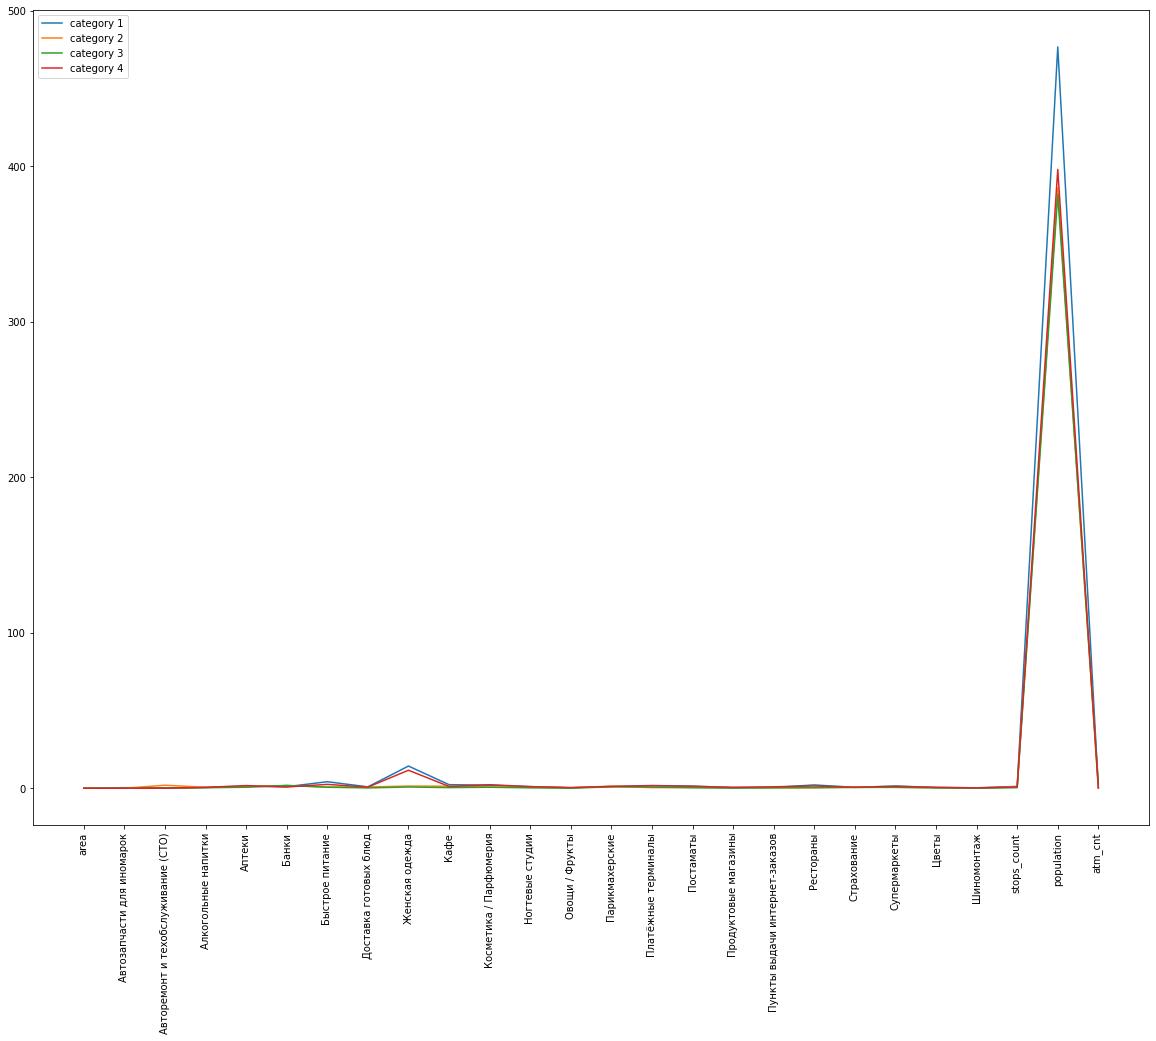 500
400
300
200
100
0
category 1
category 2
category 3
category 4
area
Автозапчасти для иномарок
Авторемонт и техобслуживание (СТО)
Алкогольные напитки
Аптеки
Банки
Быстрое питание
Доставка готовых блюд
Женская одежда
Кафе
Косметика / Парфюмерия
Ногтевые студии
Овощи / Фрукты
Парикмахерские
Платёжные терминалы
Постаматы
Продуктовые магазины
Пункты выдачи интернет-заказов
Рестораны
Страхование
Супермаркеты
Цветы
Шиномонтаж
stops_count
population
atm_cnt